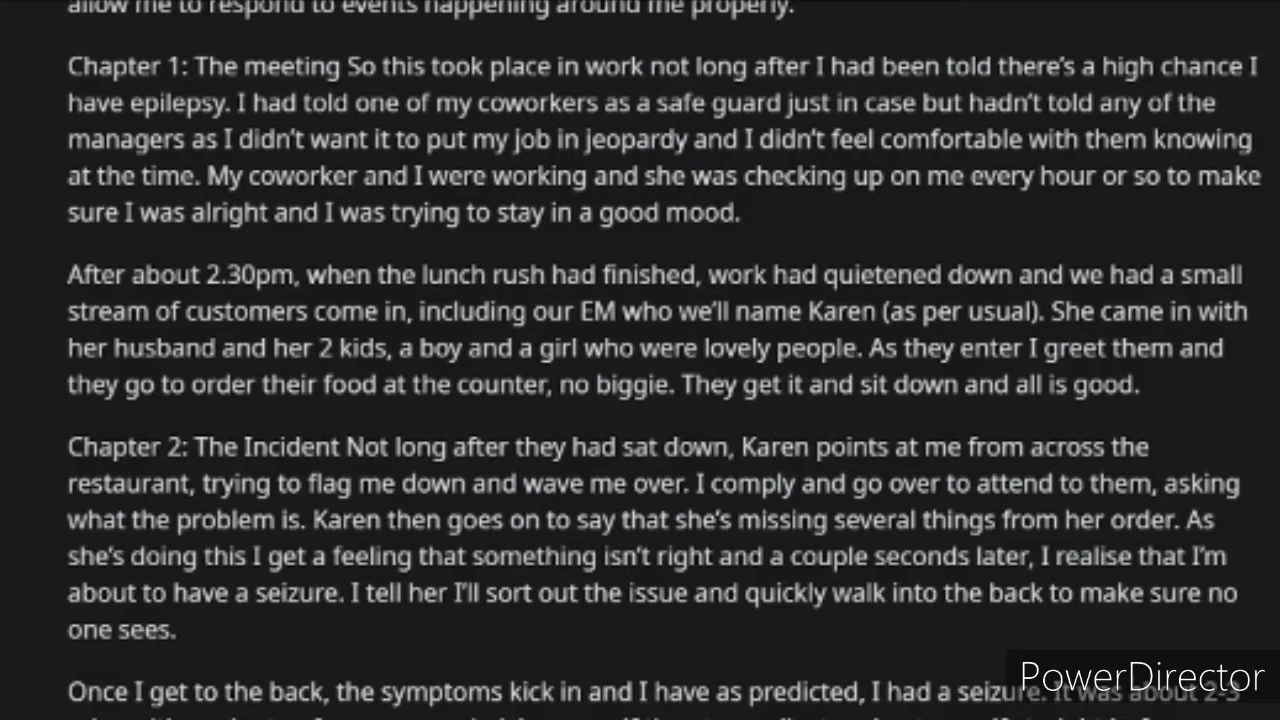 allow me to respond to events happening around me properly.
Chapter 1: The meeting So this took place in work not long after I had been told there's a high chance I
have epilepsy. I had told one of my coworkers as a safe guard just in case but hadn't told any of the
managers as I didn't want it to put my job in jeopardy and I didn't feel comfortable with them knowing
at the time. My coworker and I were working and she was checking up on me every hour or so to make
sure I was alright and I was trying to stay in a good mood.
After about 2.30pm, when the lunch rush had finished, work had quietened down and we had a small
stream of customers come in, including our EM who we'll name Karen (as per usual). She came in with
her husband and her 2 kids, a boy and a girl who were lovely people. As they enter I greet them and
they go to order their food at the counter, no biggie. They get it and sit down and all is good.
Chapter 2: The Incident Not long after they had sat down, Karen points at me from across the
restaurant, trying to flag me down and wave me over. I comply and go over to attend to them, asking
what the problem is. Karen then goes on to say that she's missing several things from her order. As
she's doing this I get a feeling that something isn't right and a couple seconds later, I realise that I'm
about to have a seizure. I tell her I'll sort out the issue and quickly walk into the back to make sure no
one sees.
Once I get to the back, the symptoms kick in and I have as predicted, I had a seizure. It was about 2-3
PowerDirector